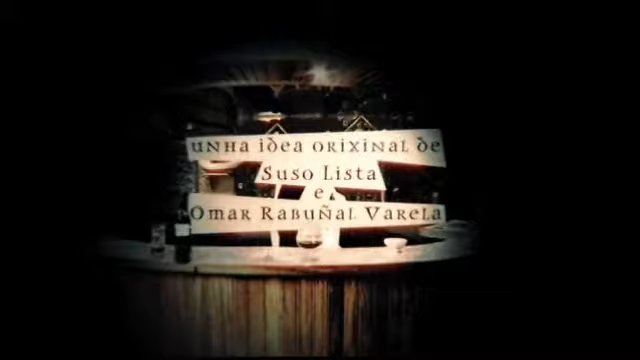 unha idea orixinal de
Suso Lista
e
Omar Rabuñal Varela